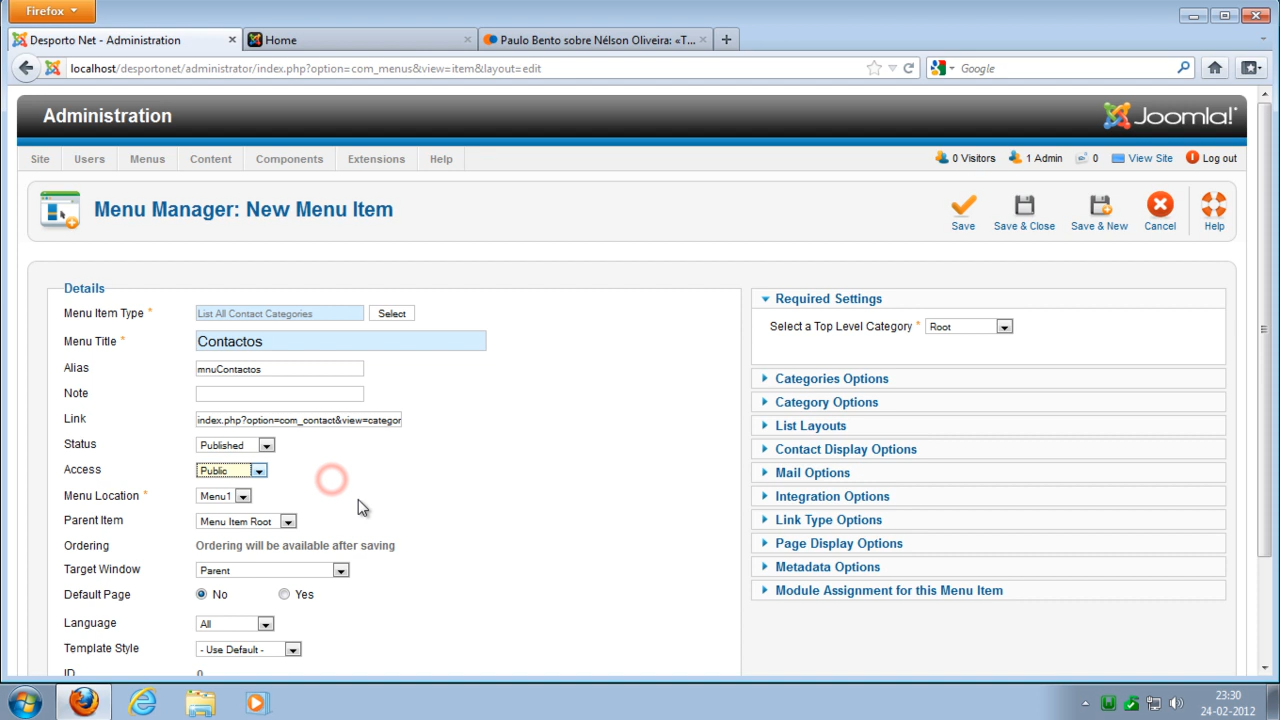 Firefox
Desporto Net - Administration
Home
Paulo Bento sobre Nélson Oliveira: «T...
localhost/desportonet/administrator/index.php?option=com_menus&view=item&layout=edit
Google
Administration
Joomla!
Site Users Menus Content Components Extensions Help
0 Visitors 1 Admin 0 View Site Log out
Menu Manager: New Menu Item
Save Save & Close Save & New Cancel Help
Details
Menu Item Type * List All Contact Categories Select
Menu Title * Contactos
Alias mnuContactos
Note
Link index.php?option=com_contact&view=categor
Status Published
Access Public
Menu Location * Menu1
Parent Item Menu Item Root
Ordering Ordering will be available after saving
Target Window Parent
Default Page No Yes
Language All
Template Style - Use Default -
ID 0
Required Settings
Select a Top Level Category * Root
Categories Options
Category Options
List Layouts
Contact Display Options
Mail Options
Integration Options
Link Type Options
Page Display Options
Metadata Options
Module Assignment for this Menu Item
23:30
24-02-2012